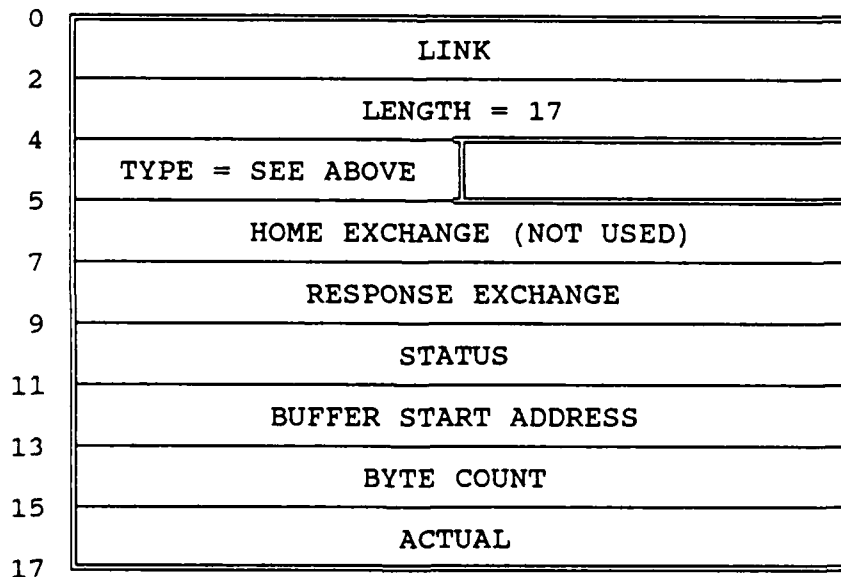 0
LINK
2
LENGTH = 17
4
TYPE = SEE ABOVE
5
HOME EXCHANGE (NOT USED)
7
RESPONSE EXCHANGE
9
STATUS
11
BUFFER START ADDRESS
13
BYTE COUNT
15
ACTUAL
17